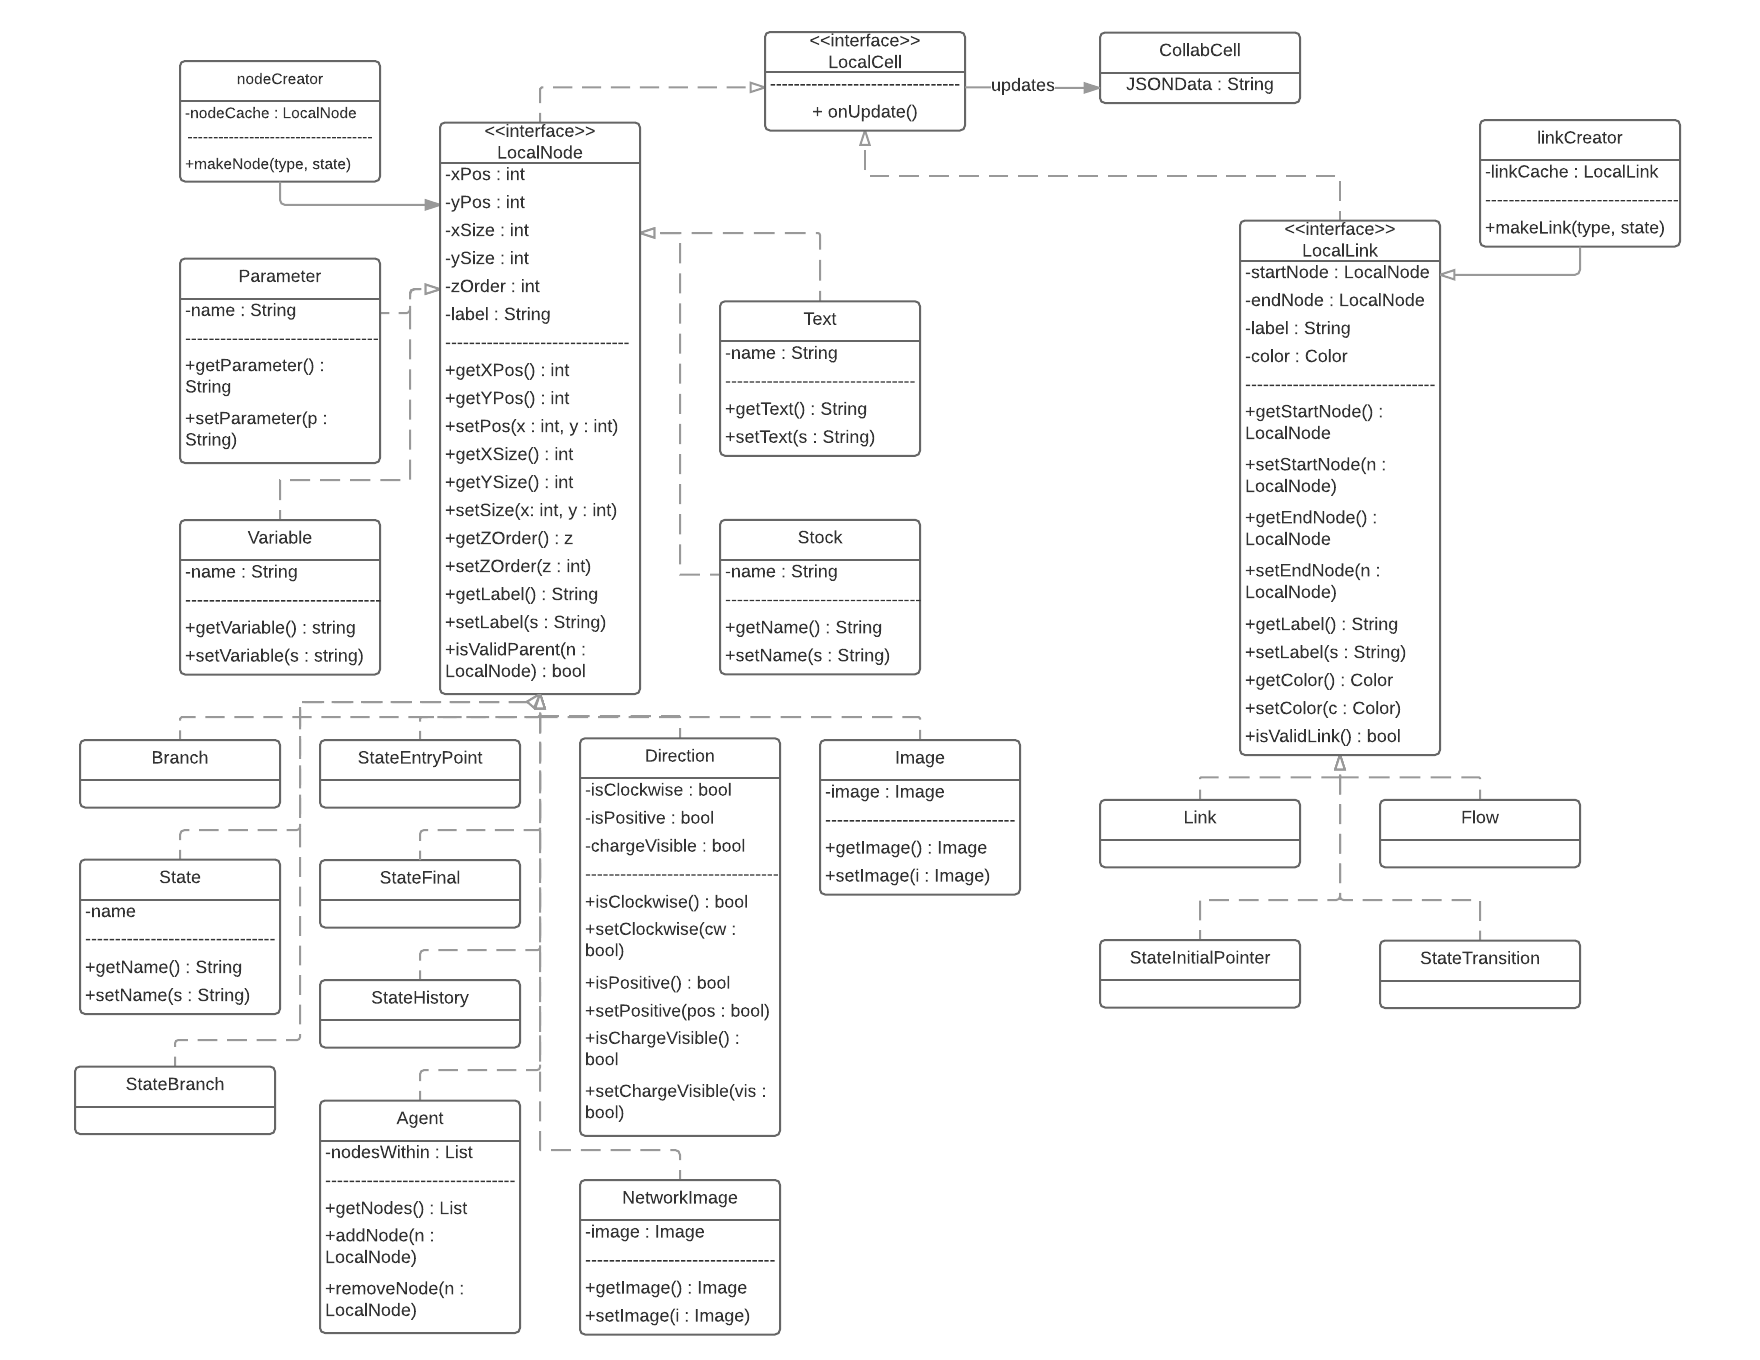 <<interface>>
LocalCell
+ onUpdate()
updates
CollabCell
JSONData : String
nodeCreator
-nodeCache : LocalNode
+makeNode(type, state)
<<interface>>
LocalNode
-xPos : int
-yPos : int
-xSize : int
-ySize : int
-zOrder : int
-label : String
+getXPos() : int
+getYPos() : int
+setPos(x : int, y : int)
+getXSize() : int
+getYSize() : int
+setSize(x: int, y : int)
+getZOrder() : z
+setZOrder(z : int)
+getLabel() : String
+setLabel(s : String)
+isValidParent(n :
LocalNode) : bool
linkCreator
-linkCache : LocalLink
+makeLink(type, state)
<<interface>>
LocalLink
-startNode : LocalNode
-endNode : LocalNode
-label : String
-color : Color
+getStartNode() :
LocalNode
+setStartNode(n :
LocalNode)
+getEndNode() :
LocalNode
+setEndNode(n :
LocalNode)
+getLabel() : String
+setLabel(s : String)
+getColor() : Color
+setColor(c : Color)
+isValidLink() : bool
Parameter
-name : String
+getParameter() :
String
+setParameter(p :
String)
Text
-name : String
+getText() : String
+setText(s : String)
Variable
-name : String
+getVariable() : string
+setVariable(s : string)
Stock
-name : String
+getName() : String
+setName(s : String)
Branch
StateEntryPoint
Direction
-isClockwise : bool
-isPositive : bool
-chargeVisible : bool
+isClockwise() : bool
+setClockwise(cw :
bool)
+isPositive() : bool
+setPositive(pos : bool)
+isChargeVisible() :
bool
+setChargeVisible(vis :
bool)
Image
-image : Image
+getImage() : Image
+setImage(i : Image)
Link
Flow
State
-name
+getName() : String
+setName(s : String)
StateFinal
StateHistory
StateInitialPointer
StateTransition
StateBranch
Agent
-nodesWithin : List
+getNodes() : List
+addNode(n :
LocalNode)
+removeNode(n :
LocalNode)
NetworkImage
-image : Image
+getImage() : Image
+setImage(i : Image)